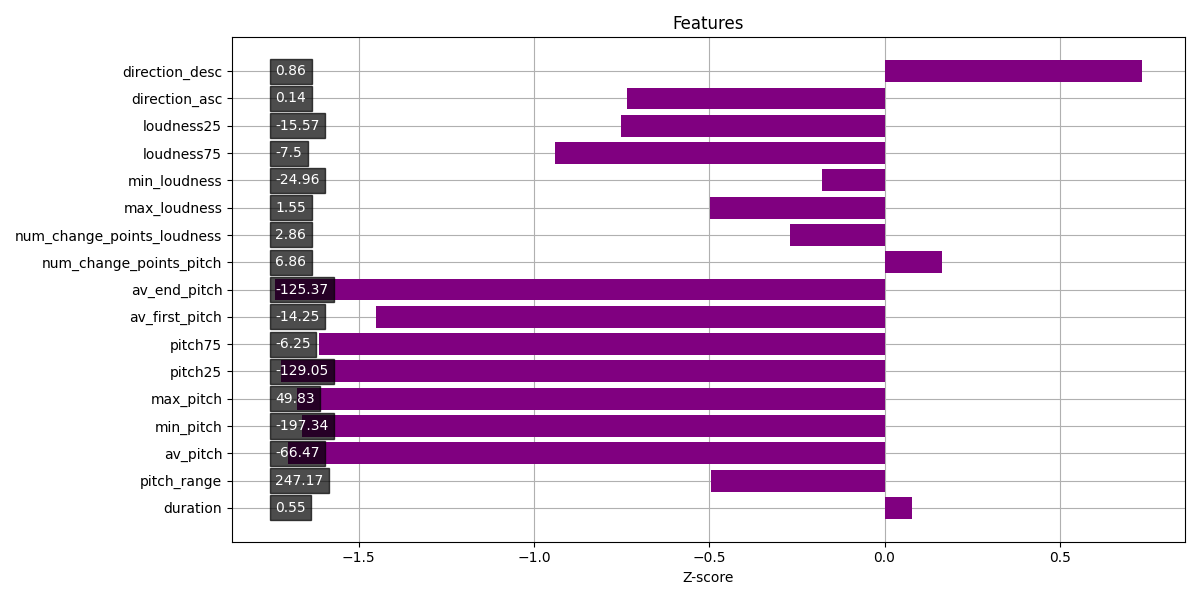 Features
direction_desc 0.86
direction_asc 0.14
loudness25 -15.57
loudness75 -7.5
min_loudness -24.96
max_loudness 1.55
num_change_points_loudness 2.86
num_change_points_pitch 6.86
av_end_pitch -125.37
av_first_pitch -14.25
pitch75 -6.25
pitch25 -129.05
max_pitch 49.83
min_pitch -197.34
av_pitch -66.47
pitch_range 247.17
duration 0.55
−1.5 −1.0 −0.5 0.0 0.5
Z-score